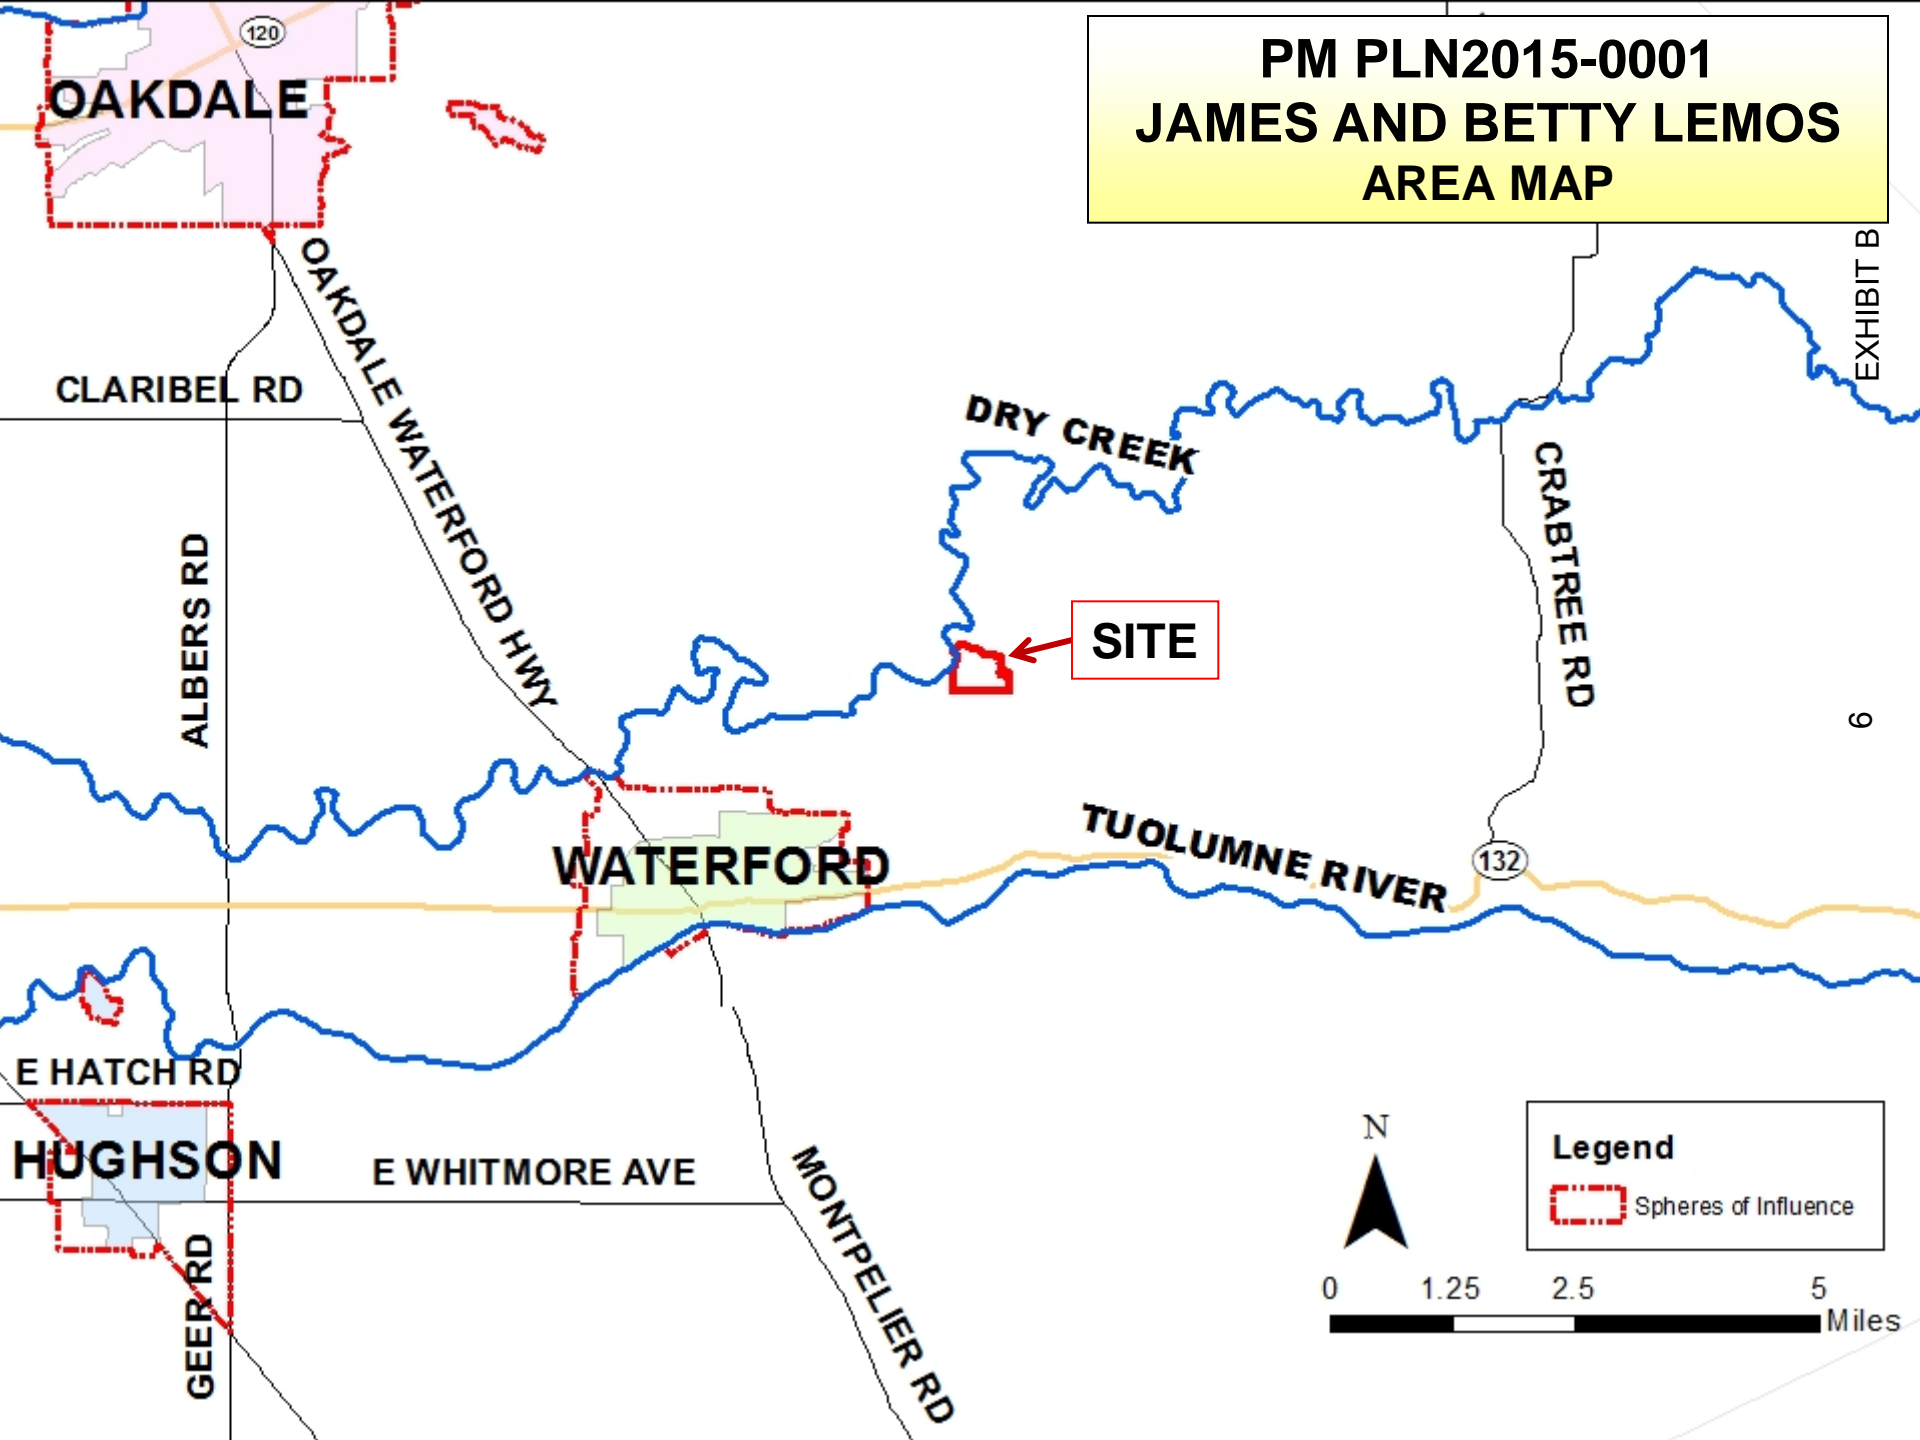 PM PLN2015-0001
JAMES AND BETTY LEMOS
AREA MAP
EXHIBIT B
120
OAKDALE
OAKDALE WATERFORD HWY
CLARIBEL RD
DRY CREEK
CRABTREE RD
ALBERS RD
SITE
6
TUOLUMNE RIVER
WATERFORD
132
E HATCH RD
HUGHSON
E WHITMORE AVE
MONTPELIER RD
GEER RD
N
Legend
Spheres of Influence
0 1.25 2.5 5
Miles